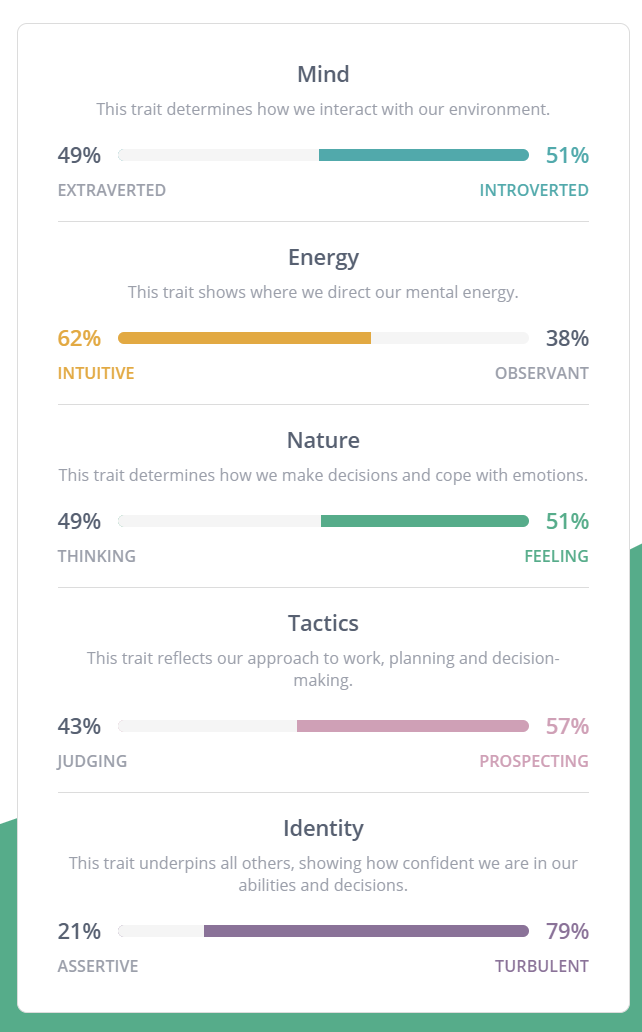 Mind
This trait determines how we interact with our environment.
49% 51%
EXTRAVERTED INTROVERTED
Energy
This trait shows where we direct our mental energy.
62% 38%
INTUITIVE OBSERVANT
Nature
This trait determines how we make decisions and cope with emotions.
49% 51%
THINKING FEELING
Tactics
This trait reflects our approach to work, planning and decision-
making.
43% 57%
JUDGING PROSPECTING
Identity
This trait underpins all others, showing how confident we are in our
abilities and decisions.
21% 79%
ASSERTIVE TURBULENT